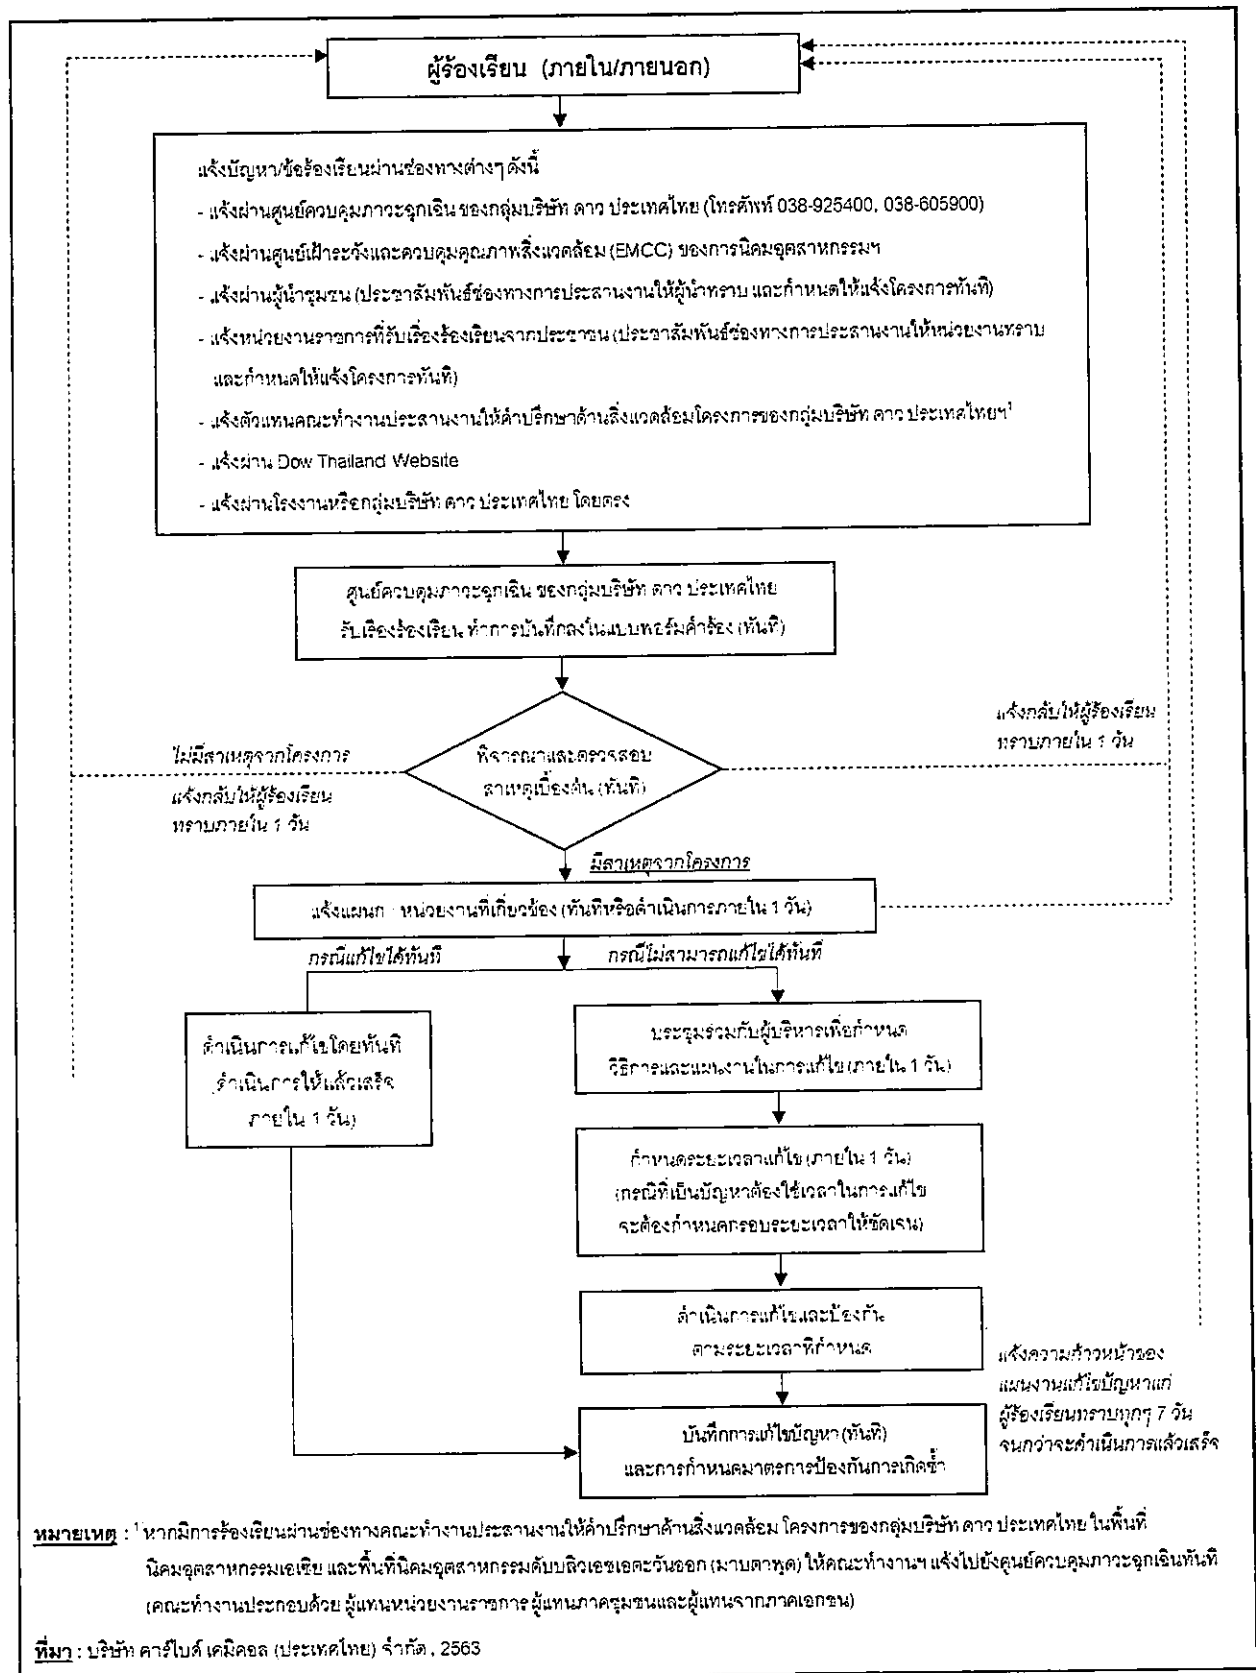 ผู้ร้องเรียน (ภายใน/ภายนอก)
แจ้งปัญหา/ข้อร้องเรียนผ่านช่องทางต่างๆ ดังนี้
- แจ้งผ่านศูนย์ควบคุมภาวะฉุกเฉิน ของกลุ่มบริษัท ดาว ประเทศไทย (โทรศัพท์ 038-925400, 038-605900)
- แจ้งผ่านศูนย์เฝ้าระวังและควบคุมคุณภาพสิ่งแวดล้อม (EMCC) ของการนิคมอุตสาหกรรมฯ
- แจ้งผ่านผู้นำชุมชน (ประชาสัมพันธ์ช่องทางการประสานงานให้ผู้นำทราบ และกำหนดให้แจ้งโครงการทันที)
- แจ้งหน่วยงานราชการที่รับเรื่องร้องเรียนจากประชาชน (ประชาสัมพันธ์ช่องทางการประสานงานให้หน่วยงานทราบ
และกำหนดให้แจ้งโครงการทันที)
- แจ้งตัวแทนคณะทำงานประสานงานให้คำปรึกษาด้านสิ่งแวดล้อมโครงการของกลุ่มบริษัท ดาว ประเทศไทยฯ¹
- แจ้งผ่าน Dow Thailand Website
- แจ้งผ่านโรงงานหรือกลุ่มบริษัท ดาว ประเทศไทย โดยตรง
ศูนย์ควบคุมภาวะฉุกเฉิน ของกลุ่มบริษัท ดาว ประเทศไทย
รับเรื่องร้องเรียน ทำการบันทึกลงในแบบฟอร์มคำร้อง (ทันที)
พิจารณาและตรวจสอบ
สาเหตุเบื้องต้น (ทันที)
ไม่มีสาเหตุจากโครงการ
แจ้งกลับให้ผู้ร้องเรียน
ทราบภายใน 1 วัน
แจ้งกลับให้ผู้ร้องเรียน
ทราบภายใน 1 วัน
มีสาเหตุจากโครงการ
แจ้งแผนก : หน่วยงานที่เกี่ยวข้อง (ทันทีหรือดำเนินการภายใน 1 วัน)
กรณีแก้ไขได้ทันที
กรณีไม่สามารถแก้ไขได้ทันที
ดำเนินการแก้ไขโดยทันที
(ดำเนินการให้แล้วเสร็จ
ภายใน 1 วัน)
ประชุมร่วมกับผู้บริหารเพื่อกำหนด
วิธีการและแผนงานในการแก้ไข (ภายใน 1 วัน)
กำหนดระยะเวลาแก้ไข (ภายใน 1 วัน)
(กรณีที่เป็นปัญหาต้องใช้เวลาในการแก้ไข
จะต้องกำหนดกรอบระยะเวลาให้ชัดเจน)
ดำเนินการแก้ไขและป้องกัน
ตามระยะเวลาที่กำหนด
แจ้งความก้าวหน้าของ
แผนงานแก้ไขปัญหาแก่
ผู้ร้องเรียนทราบทุกๆ 7 วัน
จนกว่าจะดำเนินการแล้วเสร็จ
บันทึกการแก้ไขปัญหา (ทันที)
และการกำหนดมาตรการป้องกันการเกิดซ้ำ
หมายเหตุ : ¹ หากมีการร้องเรียนผ่านช่องทางคณะทำงานประสานงานให้คำปรึกษาด้านสิ่งแวดล้อม โครงการของกลุ่มบริษัท ดาว ประเทศไทย ในพื้นที่
นิคมอุตสาหกรรมเอเชีย และพื้นที่นิคมอุตสาหกรรมดับบลิวเอชเอตะวันออก (มาบตาพุด) ให้คณะทำงานฯ แจ้งไปยังศูนย์ควบคุมภาวะฉุกเฉินทันที
(คณะทำงานประกอบด้วย ผู้แทนหน่วยงานราชการ ผู้แทนภาคชุมชนและผู้แทนจากภาคเอกชน)
ที่มา : บริษัท คาร์ไบด์ เคมิคอล (ประเทศไทย) จำกัด, 2563